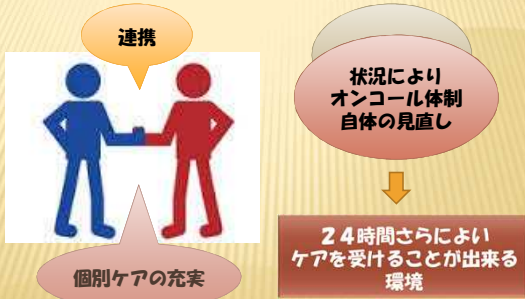 連携
状況により
オンコール体制
自体の見直し
個別ケアの充実
24時間さらによい
ケアを受けることが出来る
環境